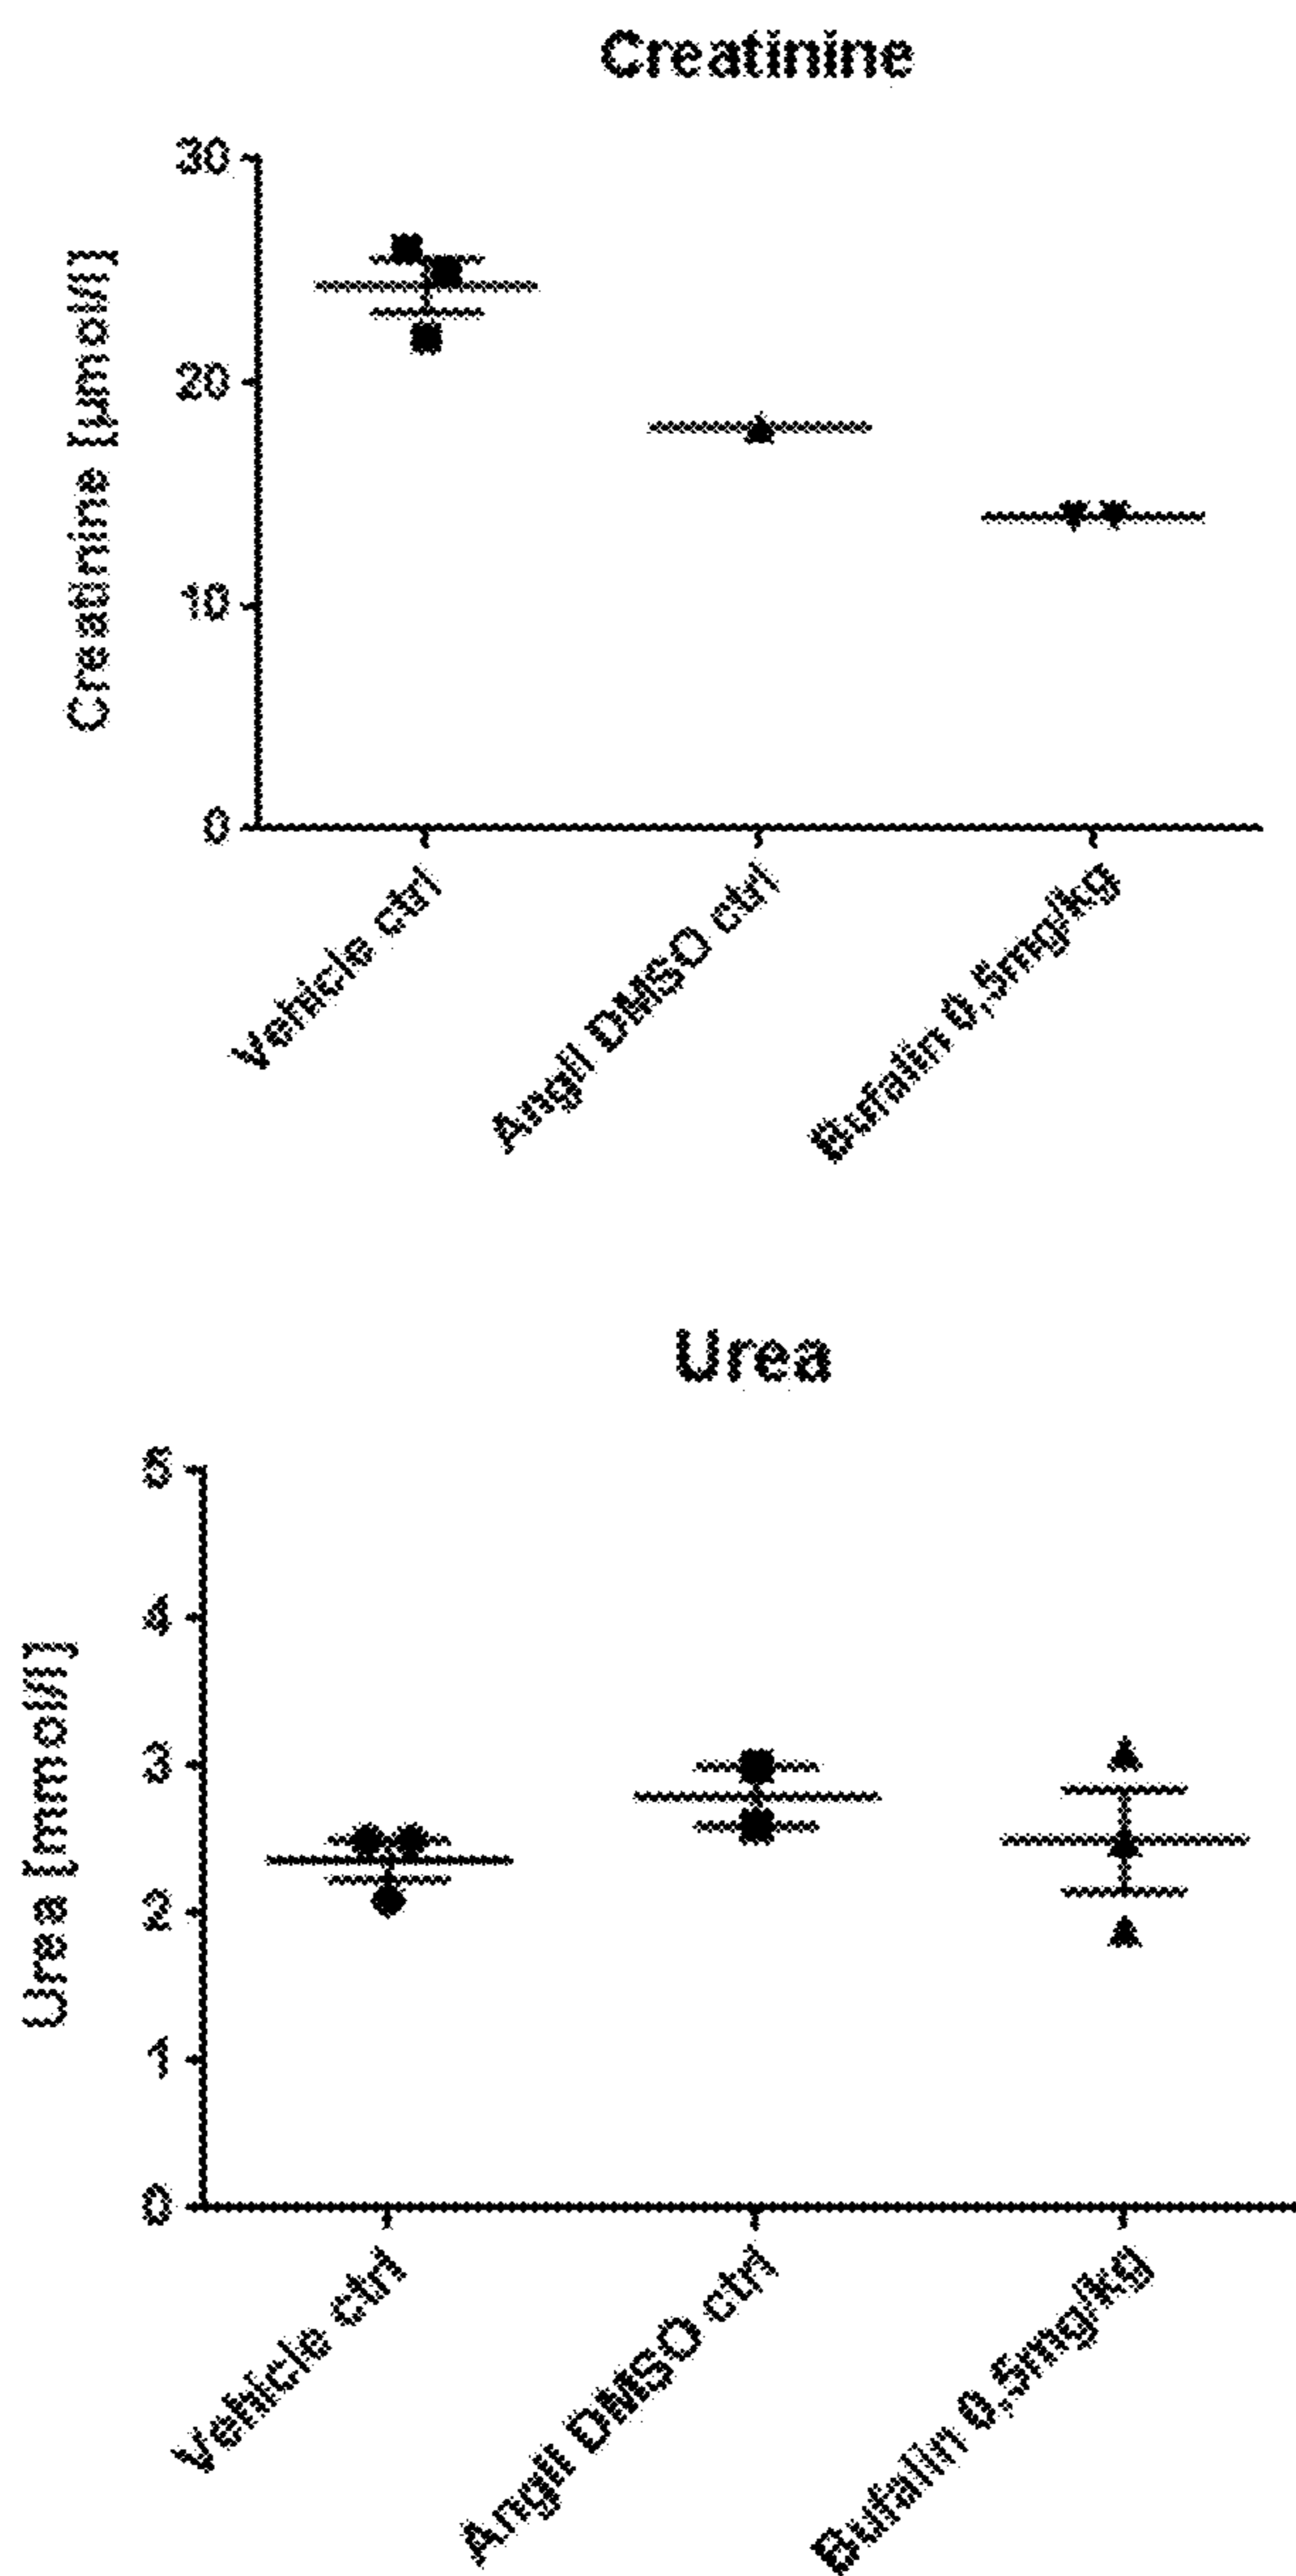 Creatinine
Creatinine [µmol/l]
30
20
10
0
Vehicle ctrl
AngII DMSO ctrl
Bufalin 0,5mg/kg
Urea
Urea [mmol/l]
5
4
3
2
1
0
Vehicle ctrl
AngII DMSO ctrl
Bufalin 0,5mg/kg